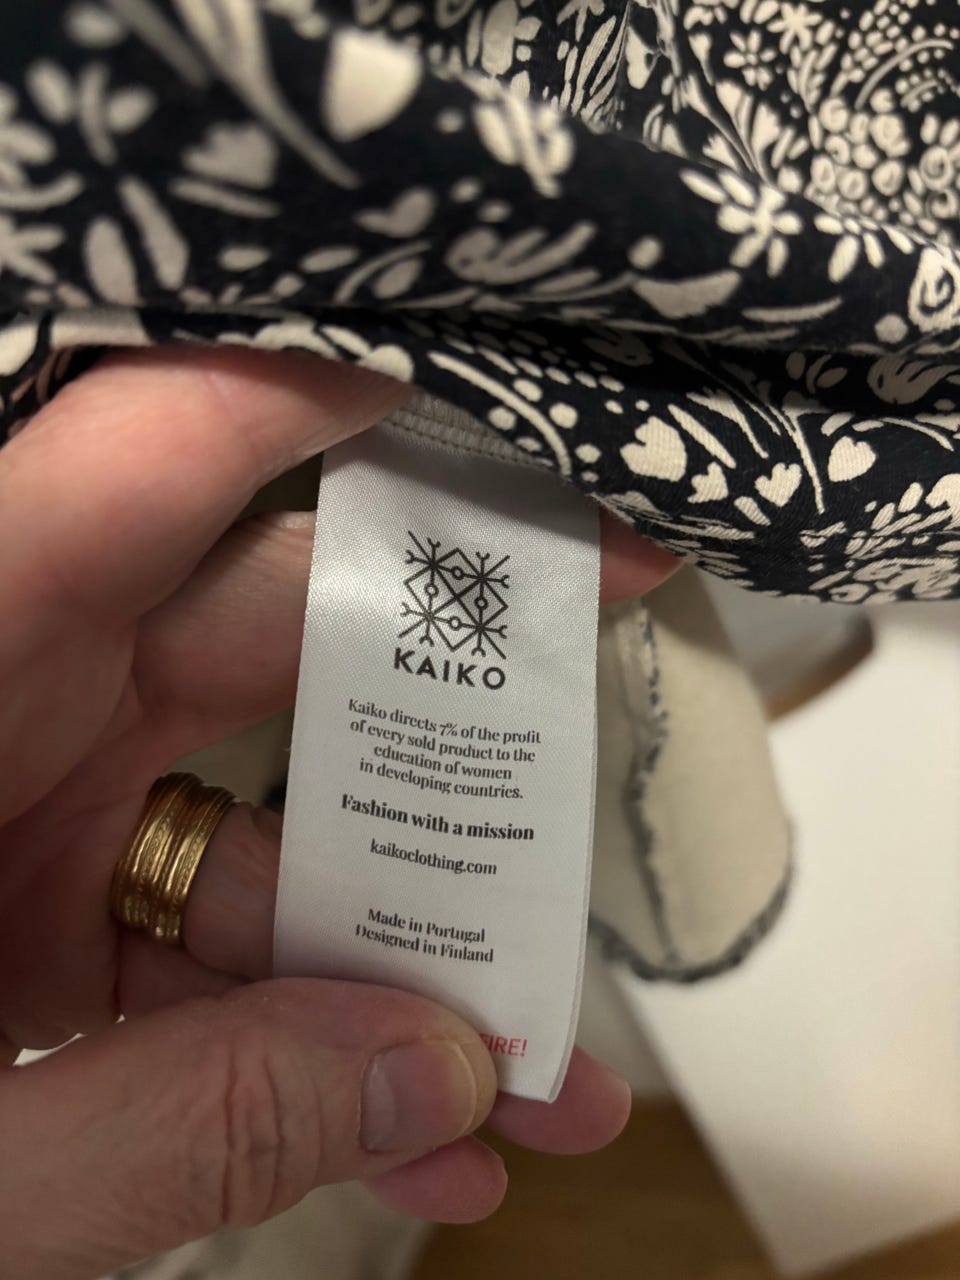 KAIKO
Kaiko directs 7% of the profit
of every sold product to the
education of women
in developing countries.
Fashion with a mission
kaikoclothing.com
Made in Portugal
Designed in Finland